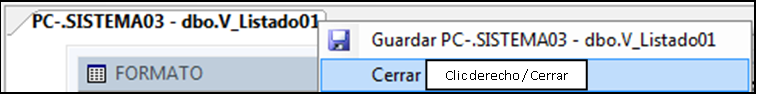 PC-.SISTEMA03 - dbo.V_Listado01
Guardar PC-.SISTEMA03 - dbo.V_Listado01
FORMATO
Cerrar
Clic derecho / Cerrar